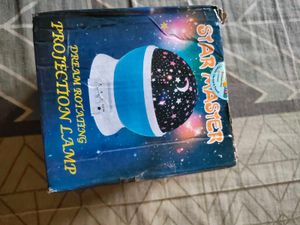 STAR MASTER
DREAM ROTATING
PROJECTION LAMP